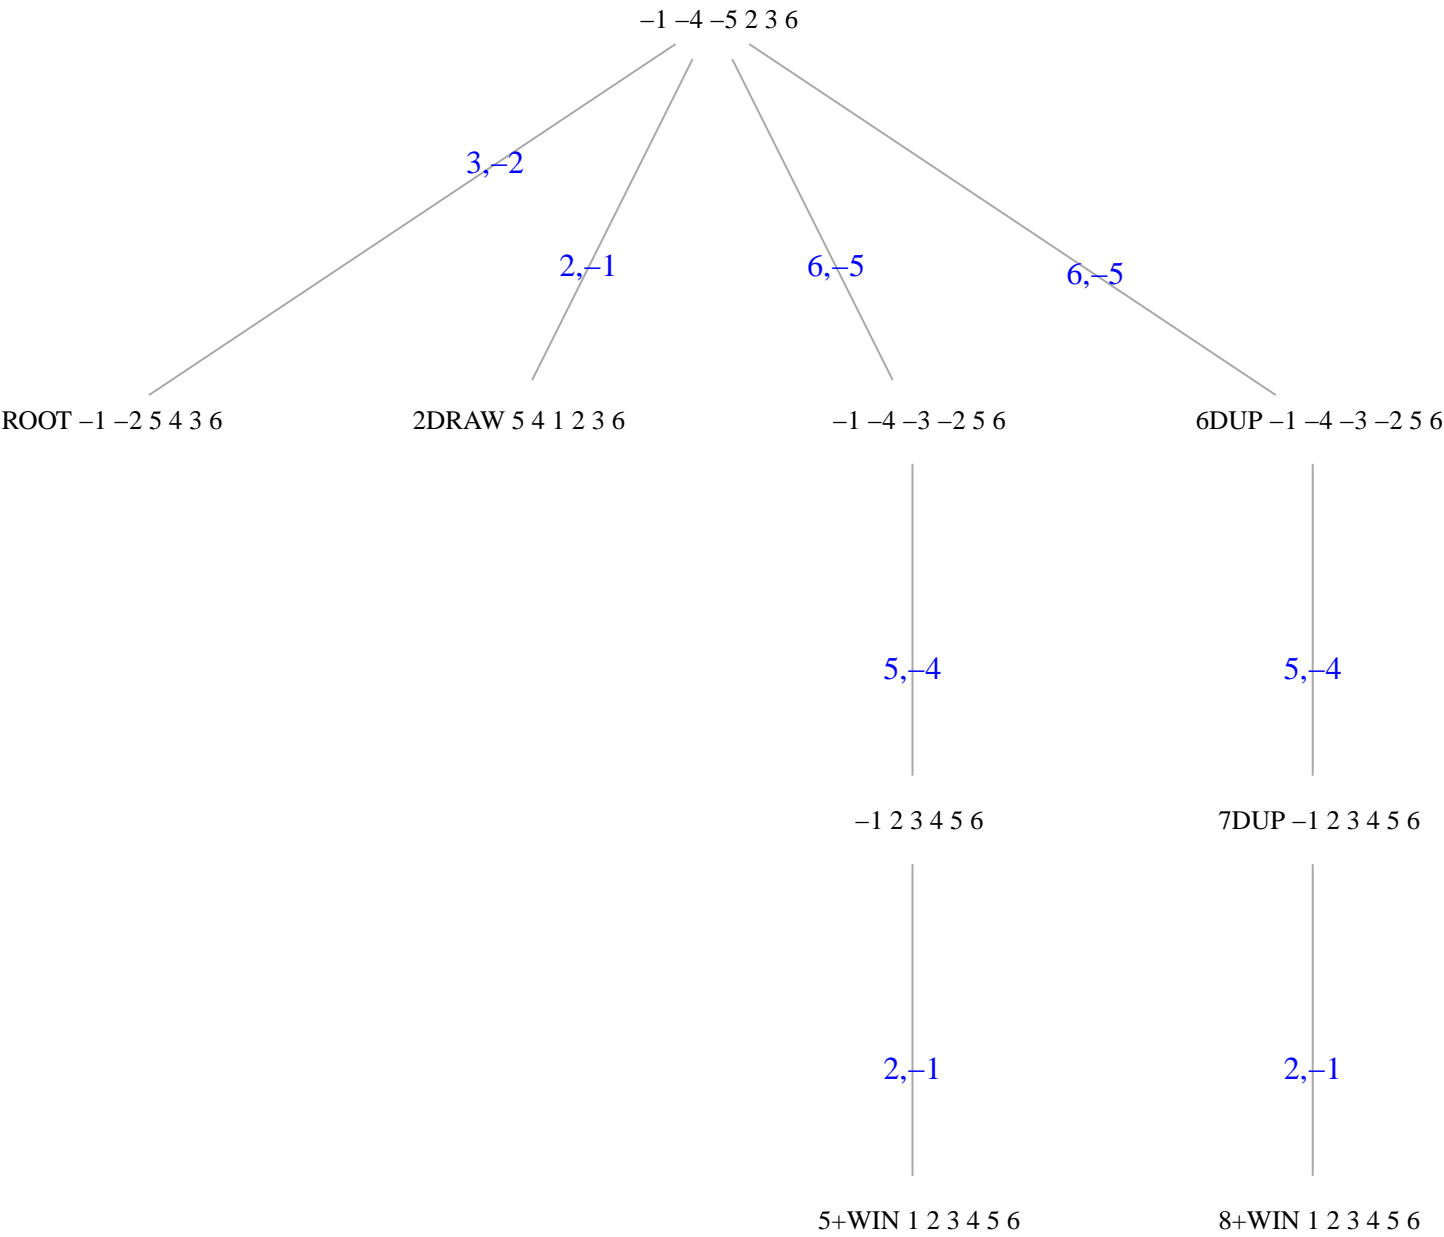 –1 –4 –5 2 3 6
3,–2
2,–1
6,–5
6,–5
ROOT –1 –2 5 4 3 6
2DRAW 5 4 1 2 3 6
–1 –4 –3 –2 5 6
6DUP –1 –4 –3 –2 5 6
5,–4
5,–4
–1 2 3 4 5 6
7DUP –1 2 3 4 5 6
2,–1
2,–1
5+WIN 1 2 3 4 5 6
8+WIN 1 2 3 4 5 6